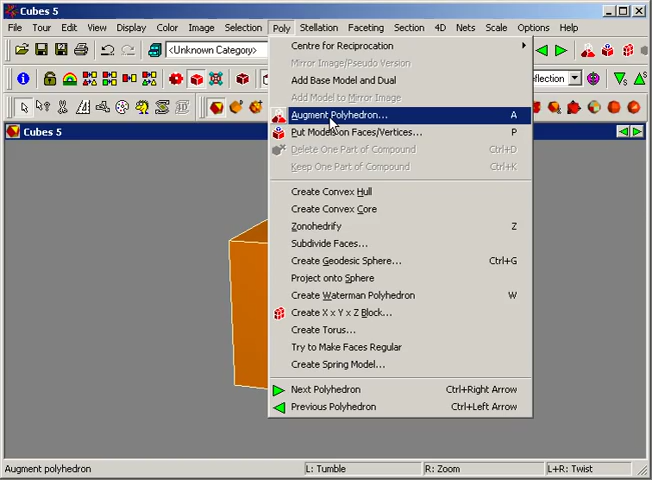 Cubes 5
File Edit View Display Color Image Selection Poly Stellation Faceting Section 4D Nets Scale Options Help
<Unknown Category>
flection
Cubes 5
Centre for Reciprocation
Mirror Image/Pseudo Version
Add Base Model and Dual
Add Model to Mirror Image
Augment Polyhedron... A
Put Models on Faces/Vertices... P
Delete One Part of Compound Ctrl+D
Keep One Part of Compound Ctrl+K
Create Convex Hull
Create Convex Core
Zonohedrify Z
Subdivide Faces...
Create Geodesic Sphere... Ctrl+G
Project onto Sphere
Create Waterman Polyhedron W
Create X x Y x Z Block...
Create Torus...
Try to Make Faces Regular
Create Spring Model...
Next Polyhedron Ctrl+Right Arrow
Previous Polyhedron Ctrl+Left Arrow
Augment polyhedron L: Tumble R: Zoom L+R: Twist